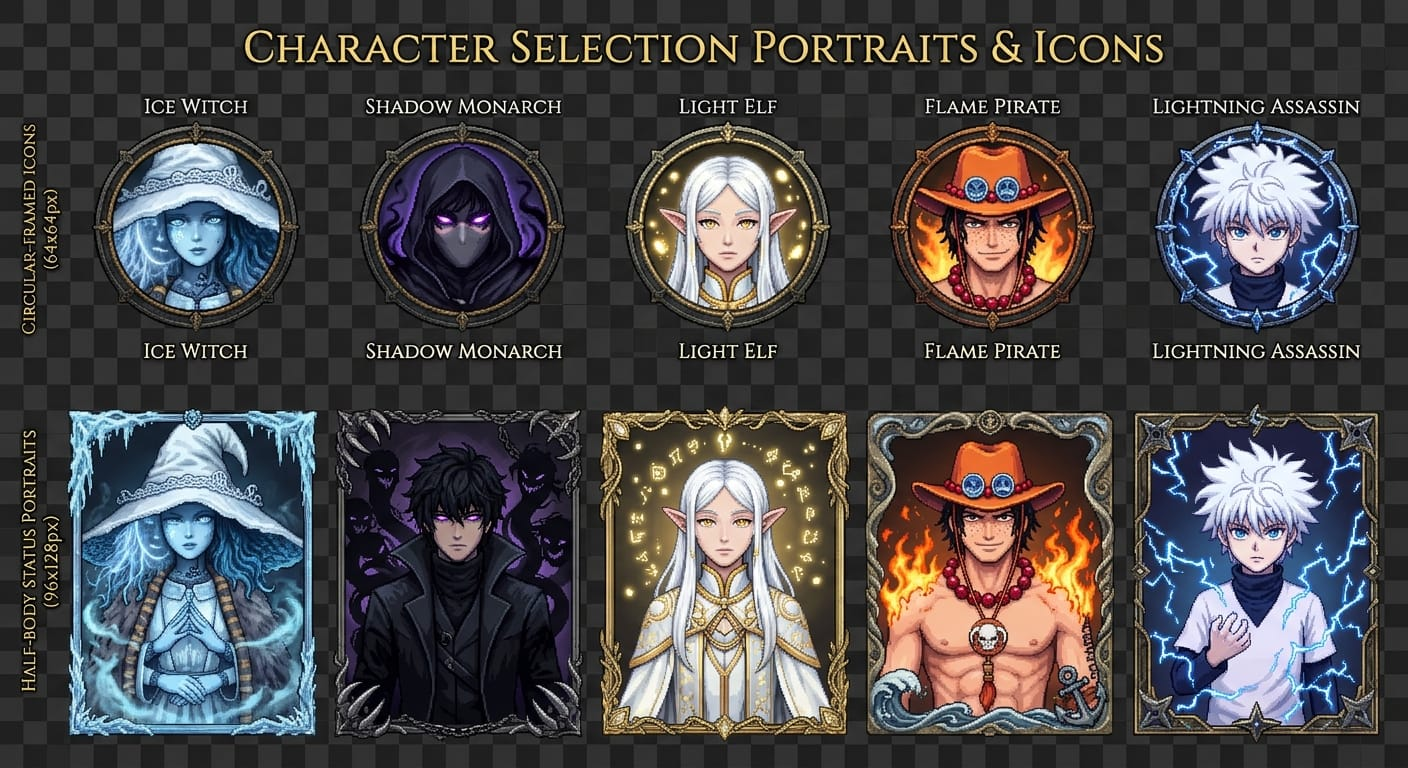 Character Selection Portraits & Icons
Ice Witch
Shadow Monarch
Light Elf
Flame Pirate
Lightning Assassin
Circular-framed icons
(64x64px)
Ice Witch
Shadow Monarch
Light Elf
Flame Pirate
Lightning Assassin
Half-body status Portraits
(96x128px)